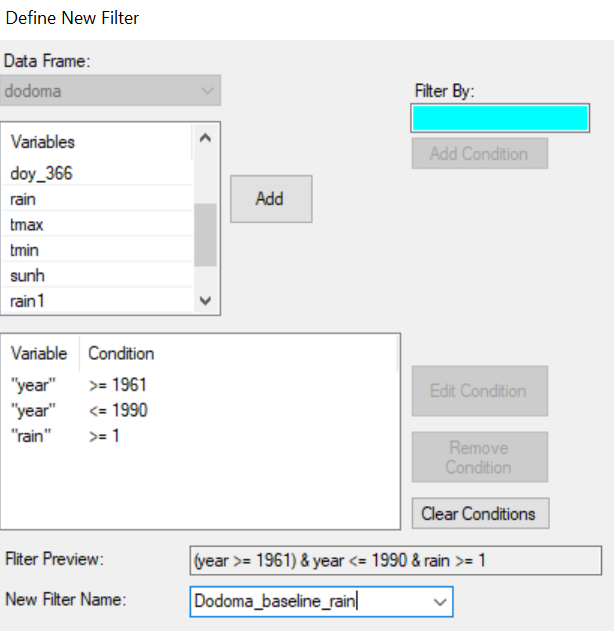 Define New Filter
Data Frame:
dodoma
Filter By:
Add Condition
Variables
doy_366
rain
tmax
tmin
sunh
rain1
Add
Variable Condition
"year" >= 1961
"year" <= 1990
"rain" >= 1
Edit Condition
Remove
Condition
Clear Conditions
Fliter Preview: (year >= 1961) & year <= 1990 & rain >= 1
New Filter Name: Dodoma_baseline_rain